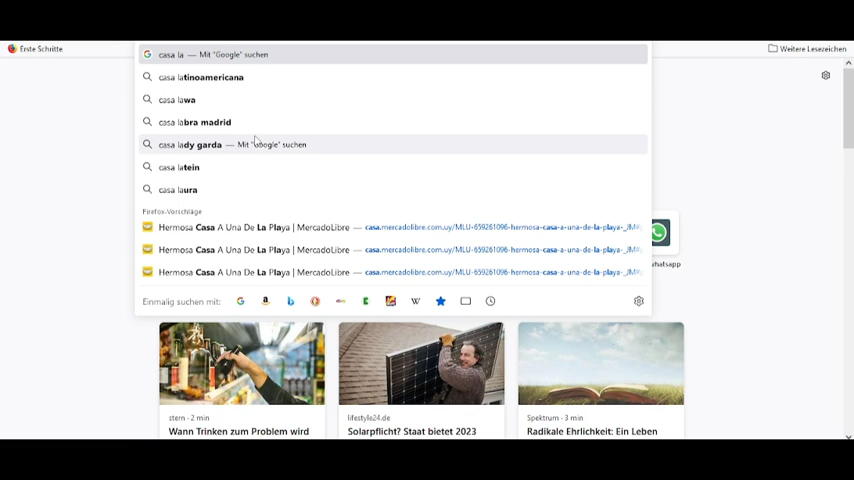 Erste Schritte
Weitere Lesezeichen
casa la — Mit "Google" suchen
casa latinoamericana
casa lawa
casa labra madrid
casa lady garda — Mit "Google" suchen
casa latein
casa laura
Firefox-Vorschläge
Hermosa Casa A Una De La Playa | MercadoLibre — casa.mercadolibre.com.uy/MLU-659261096-hermosa-casa-a-una-de-la-playa-_JM#
Hermosa Casa A Una De La Playa | MercadoLibre — casa.mercadolibre.com.uy/MLU-659261096-hermosa-casa-a-una-de-la-playa-_JM#
Hermosa Casa A Una De La Playa | MercadoLibre — casa.mercadolibre.com.uy/MLU-659261096-hermosa-casa-a-una-de-la-playa-_JM#
whatsapp
Einmalig suchen mit:
stern · 2 min
Wann Trinken zum Problem wird
lifestyle24.de
Solarpflicht? Staat bietet 2023
Spektrum · 3 min
Radikale Ehrlichkeit: Ein Leben